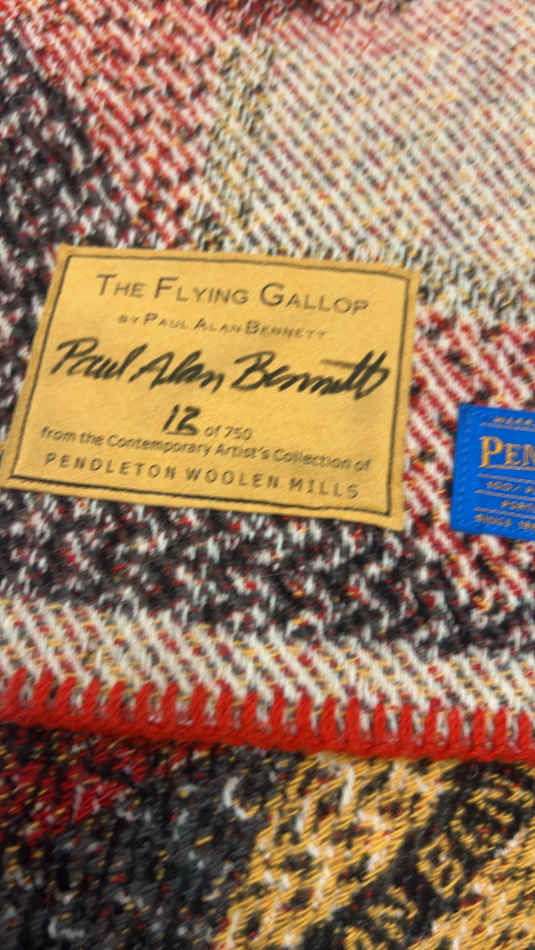 THE FLYING GALLOP
BY PAUL ALAN BENNETT
Paul Alan Bennett
12 of 750
from the Contemporary Artist's Collection of
PENDLETON WOOLEN MILLS
PEN